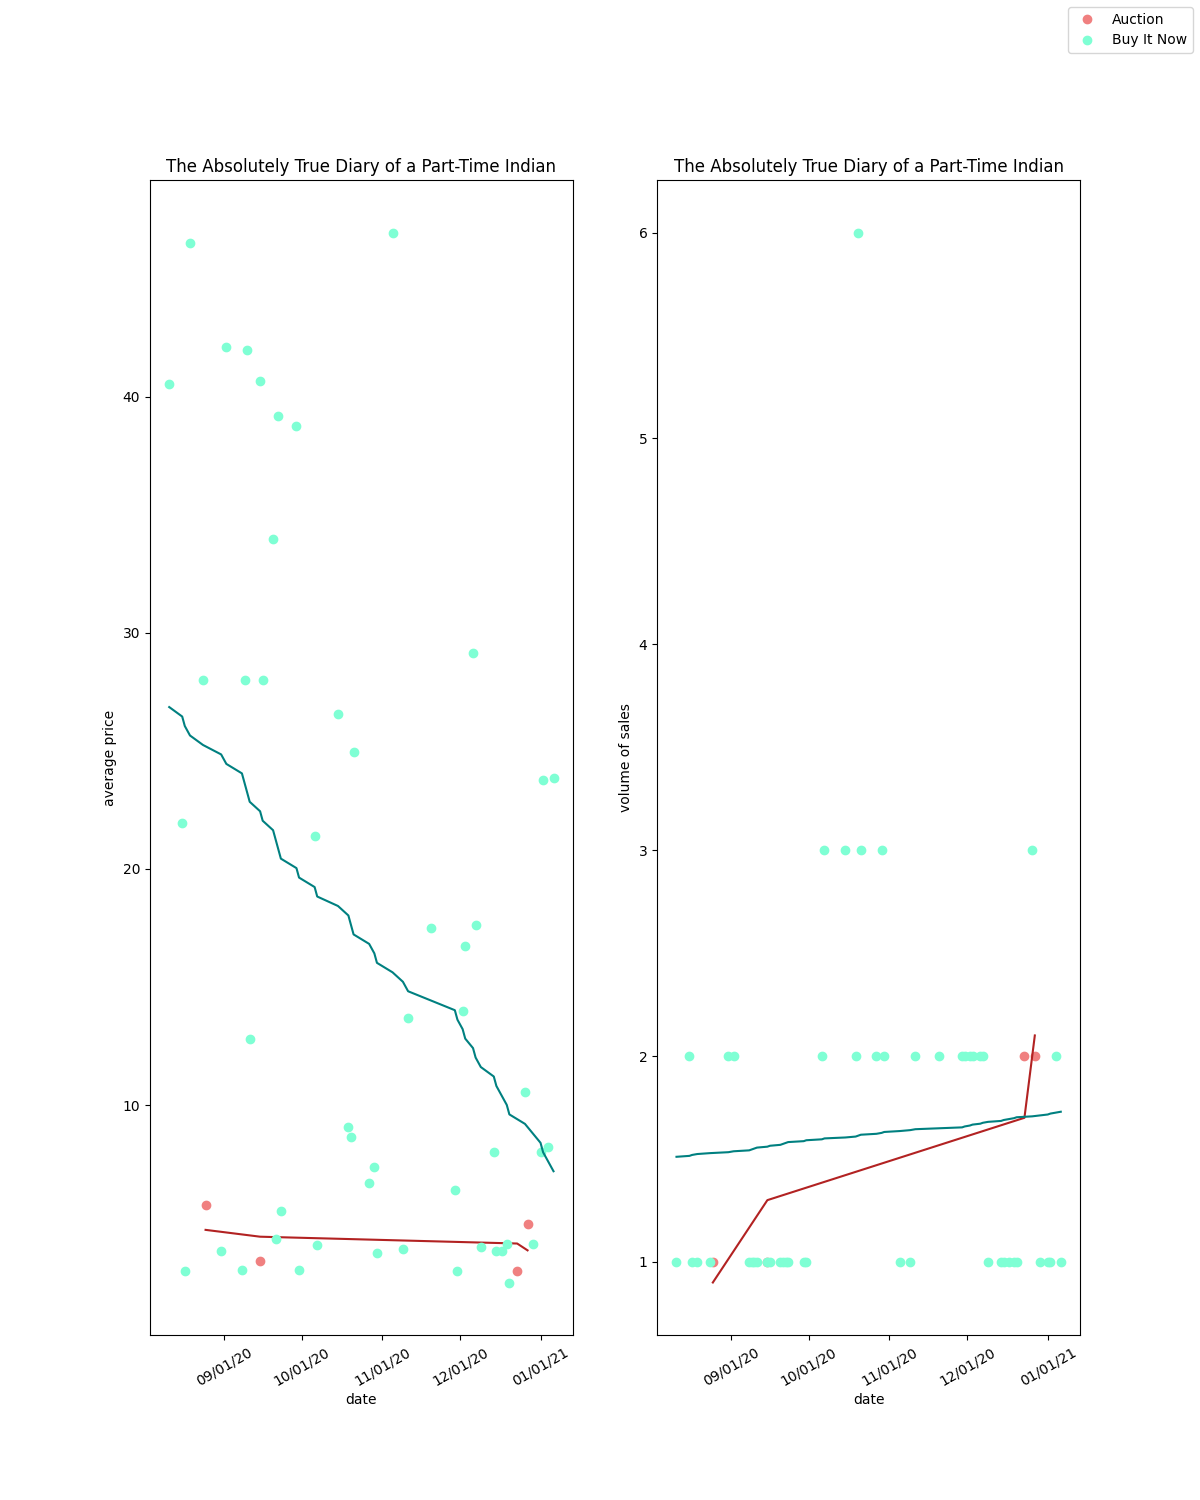 Auction
Buy It Now
The Absolutely True Diary of a Part-Time Indian
average price
40
30
20
10
09/01/20
10/01/20
11/01/20
12/01/20
01/01/21
date
The Absolutely True Diary of a Part-Time Indian
volume of sales
6
5
4
3
2
1
09/01/20
10/01/20
11/01/20
12/01/20
01/01/21
date